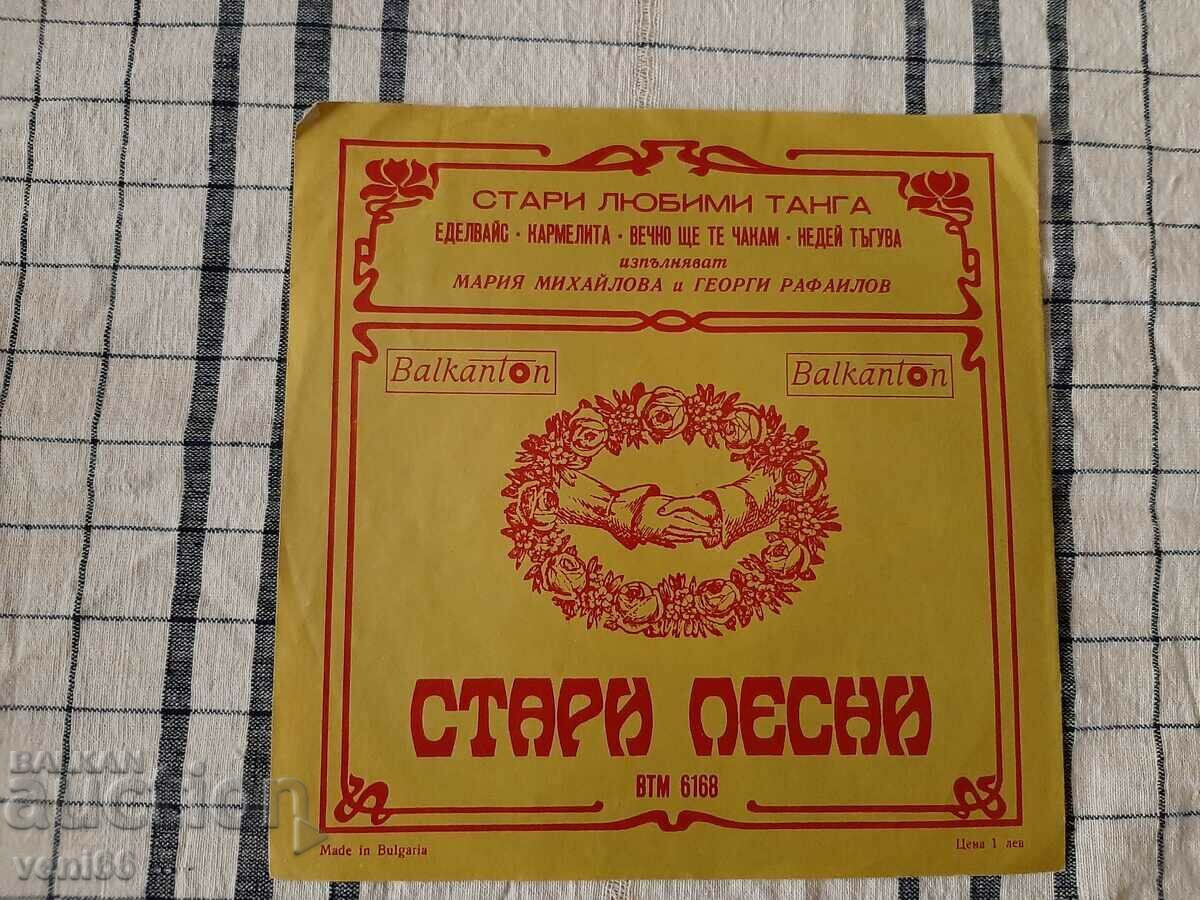 СТАРИ ЛЮБИМИ ТАНГА
ЕДЕЛВАЙС · КАРМЕЛИТА · ВЕЧНО ЩЕ ТЕ ЧАКАМ · НЕДЕЙ ТЪГУВА
изпълняват
МАРИЯ МИХАЙЛОВА и ГЕОРГИ РАФАИЛОВ
Balkanton Balkanton
СТАРИ ПЕСНИ
ВТМ 6168
Made in Bulgaria Цена 1 лев
BALKAN
auction
veni66